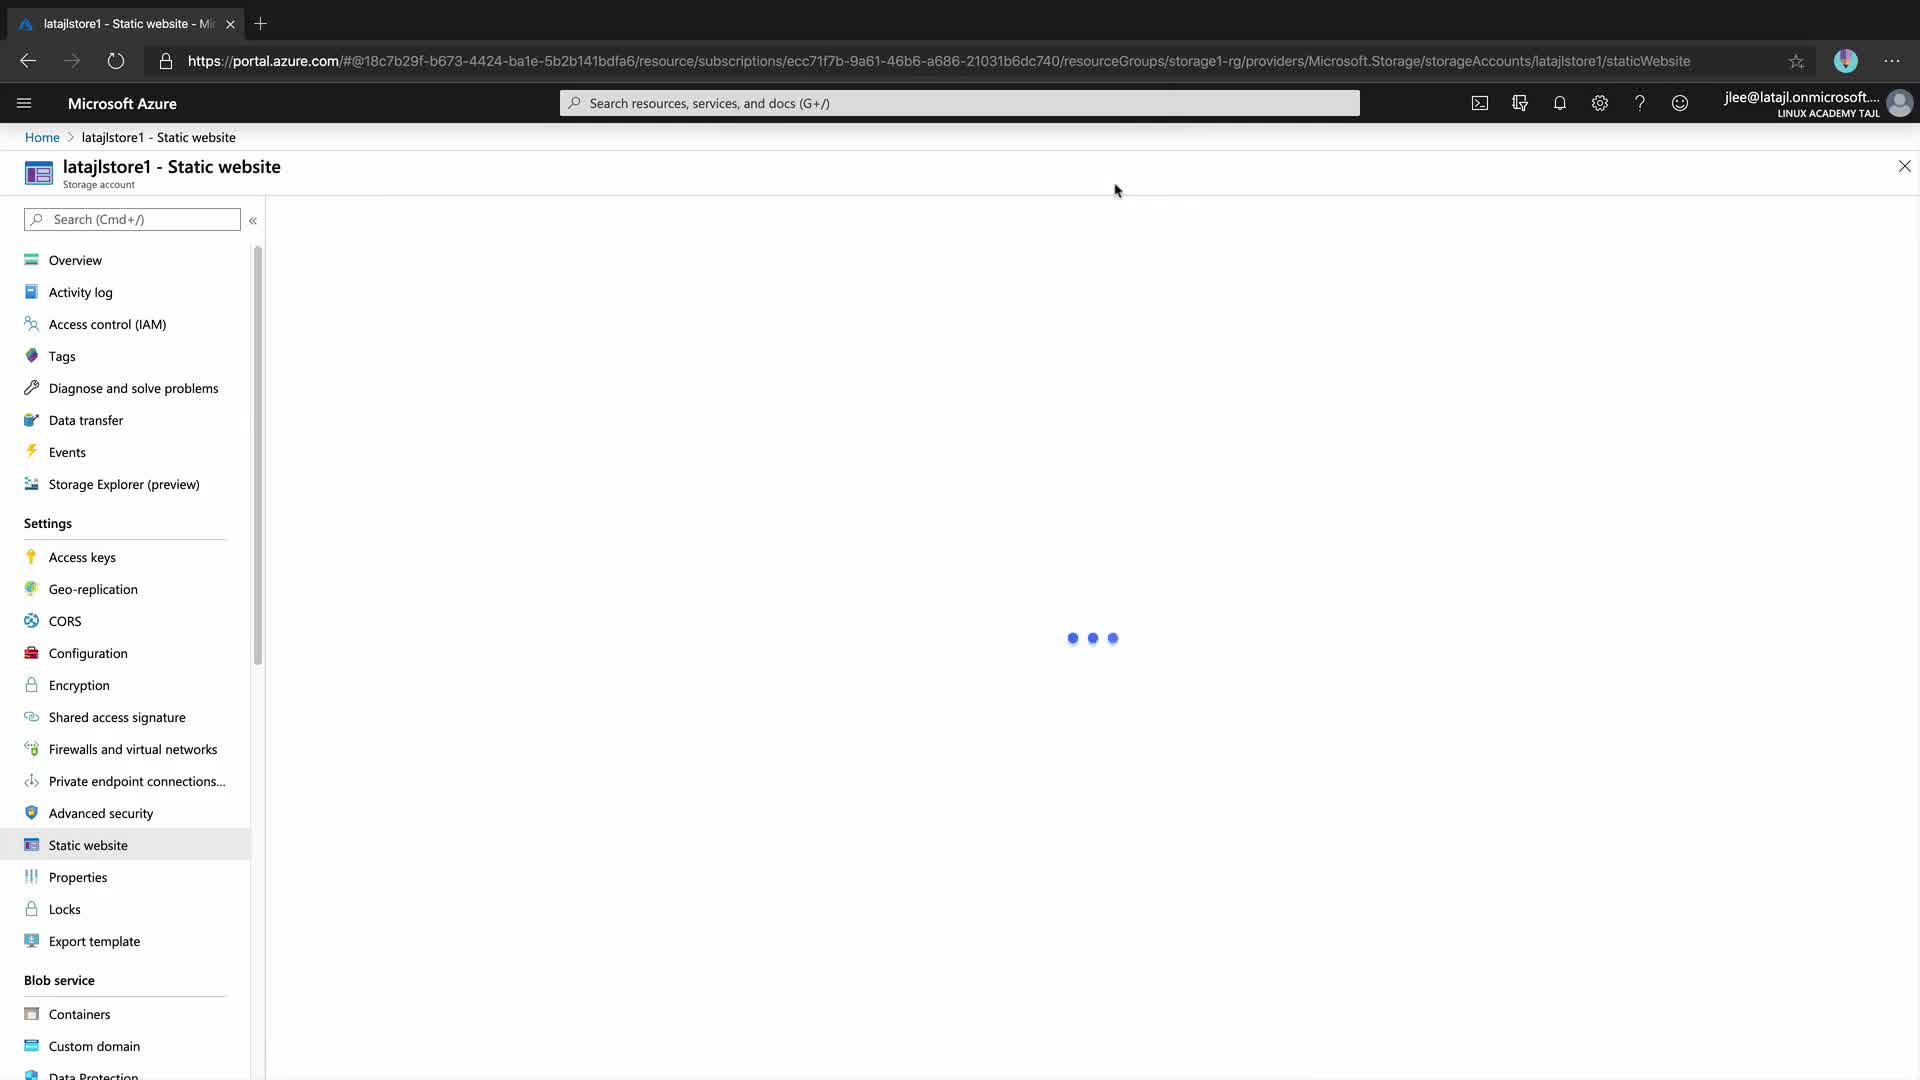 latajlstore1 - Static website - Mi
https://portal.azure.com/#@18c7b29f-b673-4424-ba1e-5b2b141bdfa6/resource/subscriptions/ecc71f7b-9a61-46b6-a686-21031b6dc740/resourceGroups/storage1-rg/providers/Microsoft.Storage/storageAccounts/latajlstore1/staticWebsite
Microsoft Azure
Search resources, services, and docs (G+/)
jlee@latajl.onmicrosoft....
LINUX ACADEMY TAJL
Home > latajlstore1 - Static website
latajlstore1 - Static website
Storage account
Search (Cmd+/)
Overview
Activity log
Access control (IAM)
Tags
Diagnose and solve problems
Data transfer
Events
Storage Explorer (preview)
Settings
Access keys
Geo-replication
CORS
Configuration
Encryption
Shared access signature
Firewalls and virtual networks
Private endpoint connections...
Advanced security
Static website
Properties
Locks
Export template
Blob service
Containers
Custom domain
Data Protection